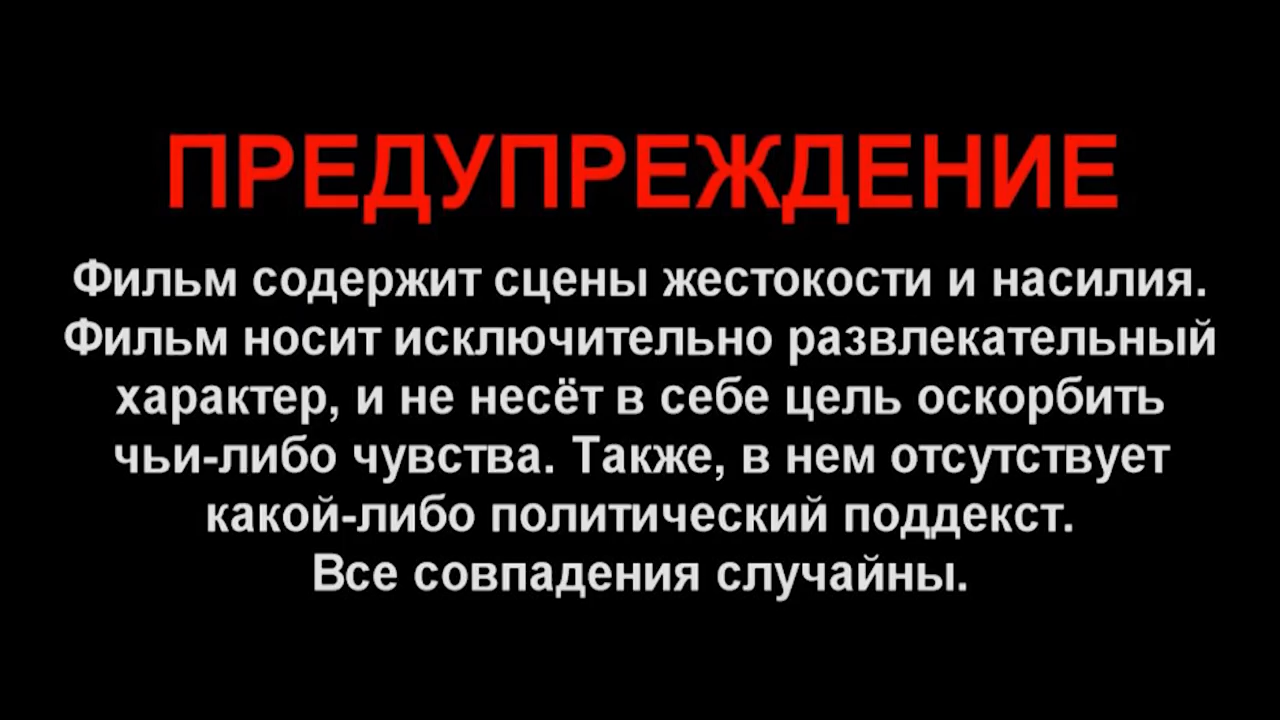 ПРЕДУПРЕЖДЕНИЕ
Фильм содержит сцены жестокости и насилия.
Фильм носит исключительно развлекательный
характер, и не несёт в себе цель оскорбить
чьи-либо чувства. Также, в нем отсутствует
какой-либо политический поддекст.
Все совпадения случайны.